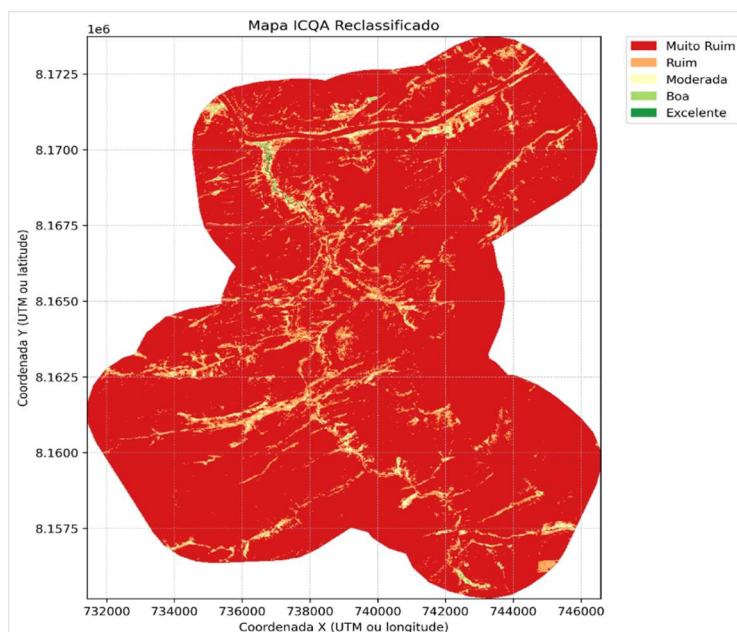 Mapa ICQA Reclassificado
1e6
Muito Ruim
Ruim
Moderada
Boa
Excelente
8.1725
8.1700
8.1675
8.1650
8.1625
8.1600
8.1575
Coordenada Y (UTM ou latitude)
732000 734000 736000 738000 740000 742000 744000 746000
Coordenada X (UTM ou longitude)